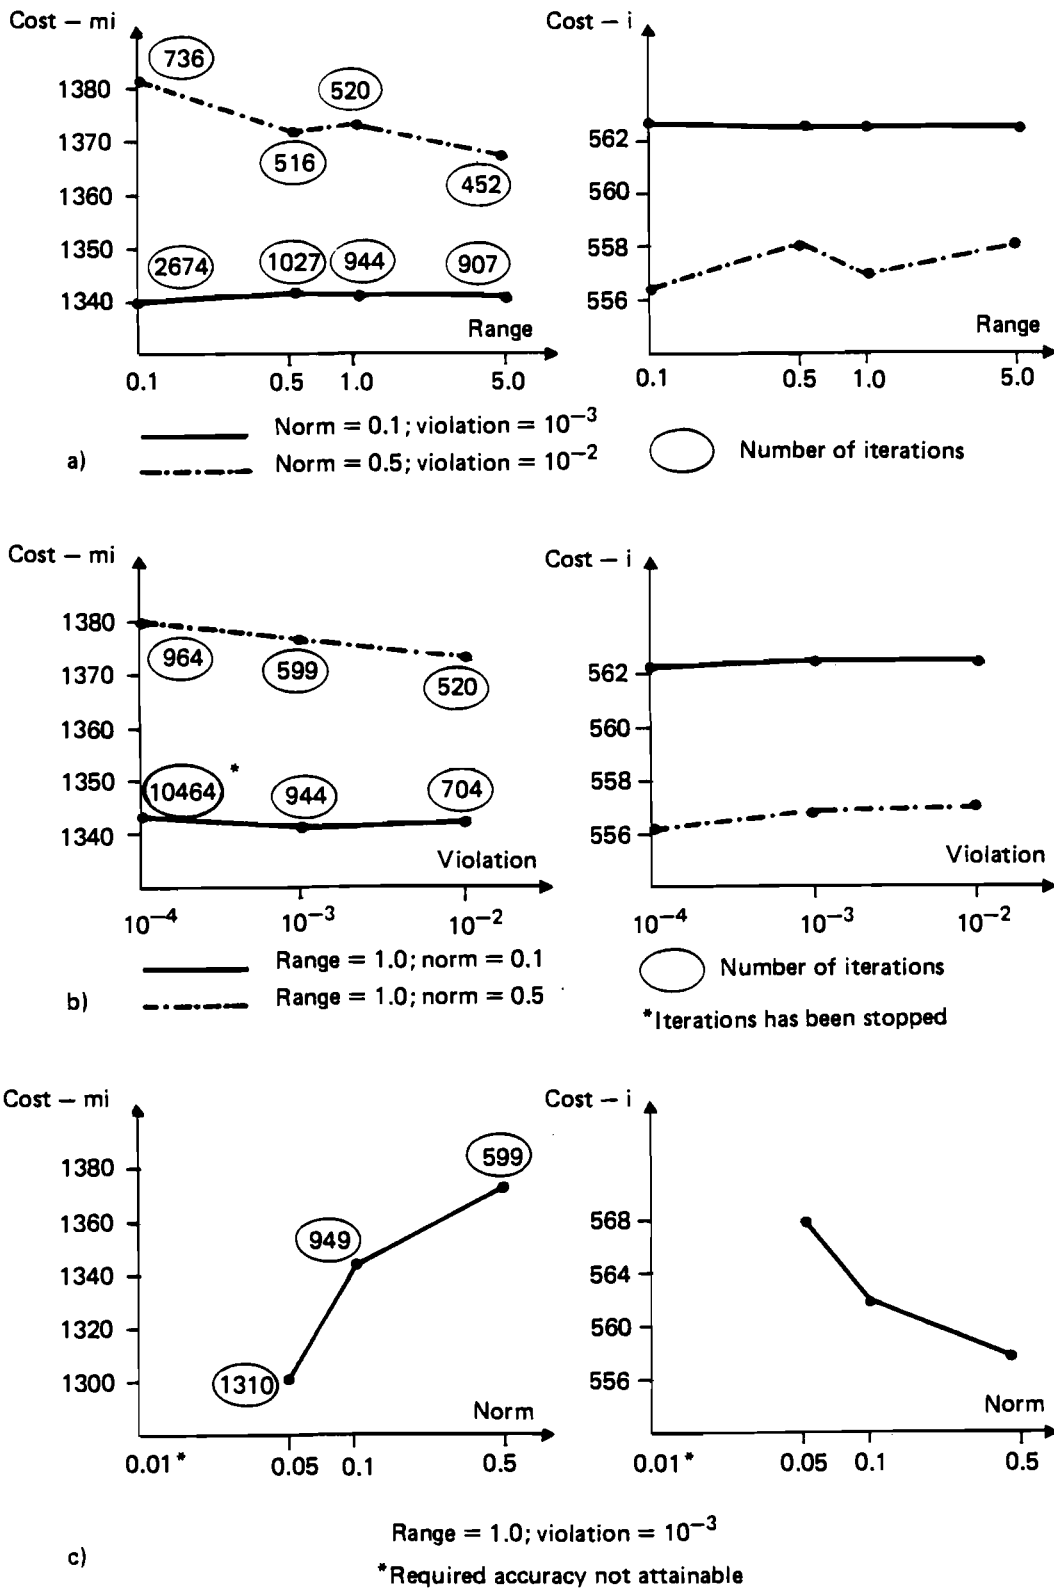 Cost – mi
Cost – i
736
1380
520
562
1370
516
1360
452
560
1350
2674
1027
944
907
558
1340
556
Range
Range
0.1
0.5
1.0
5.0
0.1
0.5
1.0
5.0
Norm = 0.1; violation = 10⁻³
a)
Norm = 0.5; violation = 10⁻²
Number of iterations
Cost – mi
Cost – i
1380
964
599
520
562
1370
1360
560
1350
10464
*
944
704
558
1340
556
Violation
Violation
10⁻⁴
10⁻³
10⁻²
10⁻⁴
10⁻³
10⁻²
Range = 1.0; norm = 0.1
Number of iterations
b)
Range = 1.0; norm = 0.5
*Iterations has been stopped
Cost – mi
Cost – i
599
1380
568
1360
949
564
1340
560
1320
556
1310
1300
Norm
Norm
0.01*
0.05
0.1
0.5
0.01*
0.05
0.1
0.5
Range = 1.0; violation = 10⁻³
c)
*Required accuracy not attainable